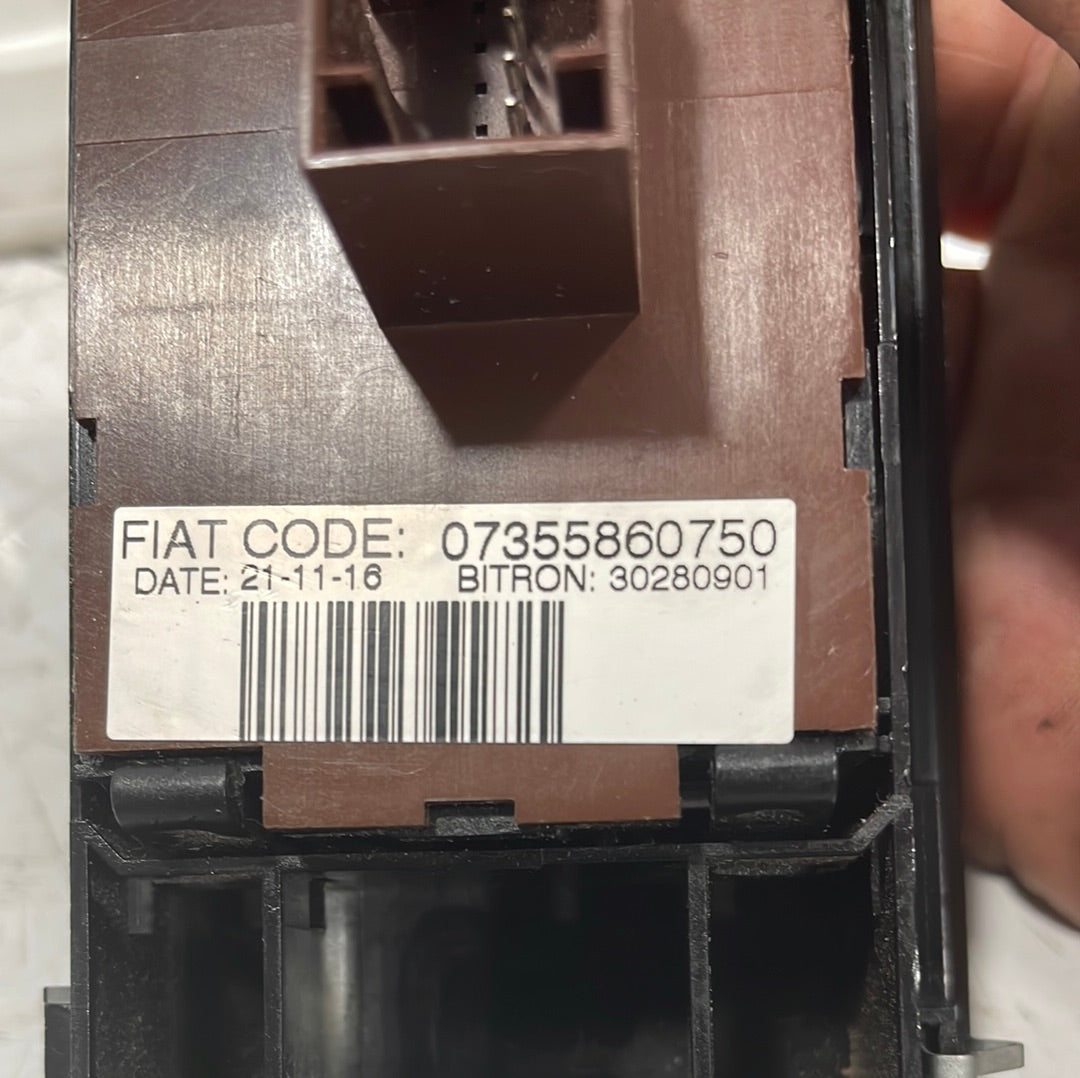 FIAT CODE: 07355860750
DATE: 21-11-16 BITRON: 30280901